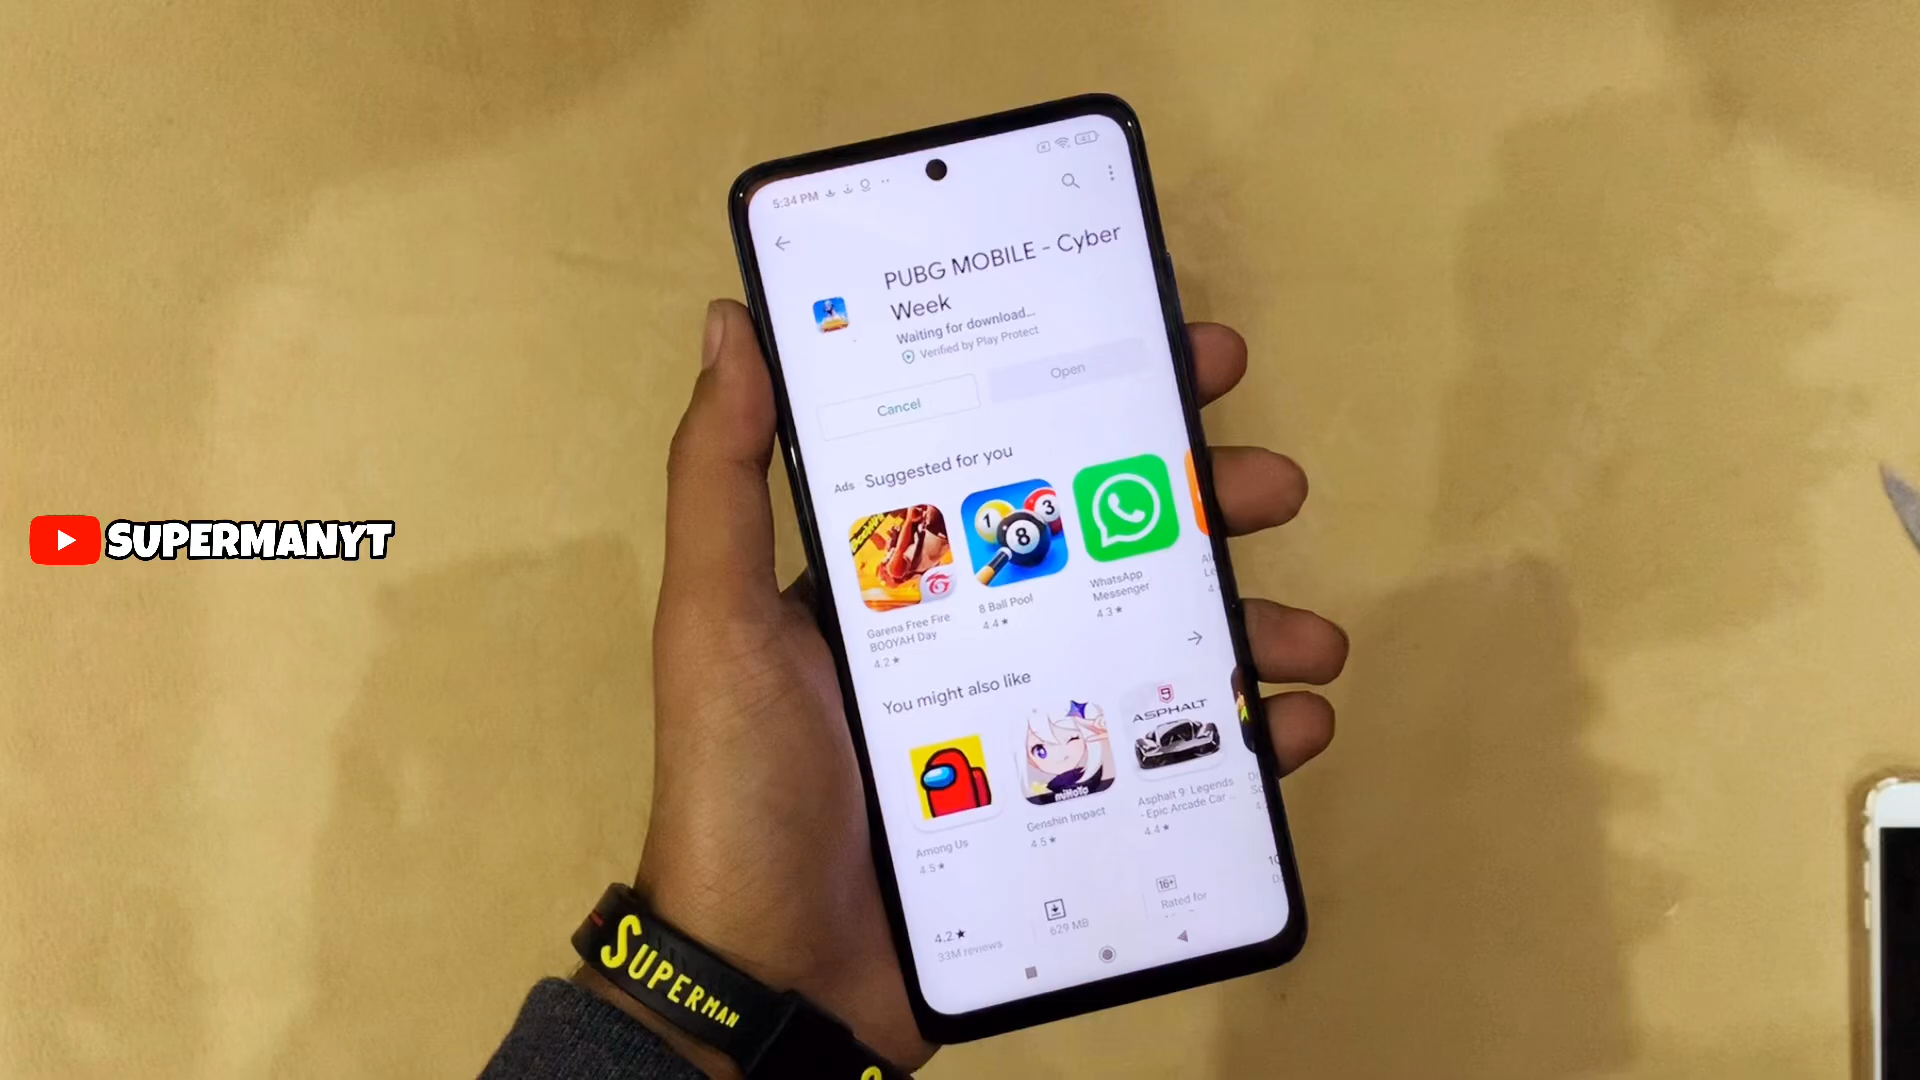 5:34 PM
PUBG MOBILE - Cyber
Week
Waiting for download...
Verified by Play Protect
Cancel
Open
Ads Suggested for you
Garena Free Fire
BOOYAH Day
4.2★
8 Ball Pool
4.4★
WhatsApp
Messenger
4.3★
You might also like
Among Us
4.5★
miHoYo
Genshin Impact
4.5★
9
ASPHALT
Asphalt 9: Legends
- Epic Arcade Car ...
4.4★
4.2★
33M reviews
629 MB
16+
Rated for
SUPERMANYT
SUPERMAN